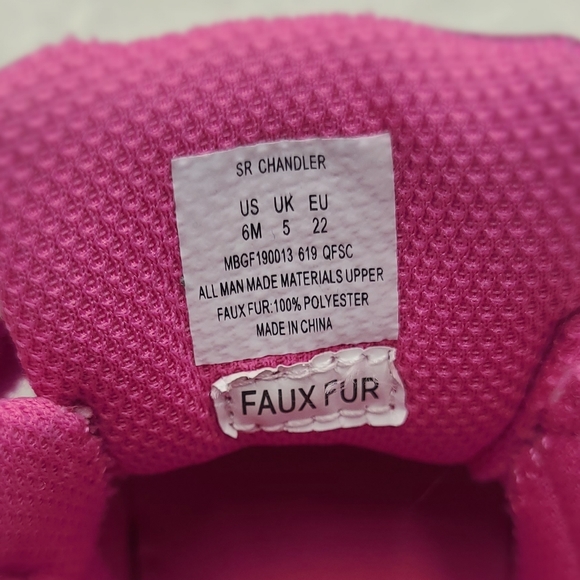 SR CHANDLER
US UK EU
6M 5 22
MBGF190013 619 QFSC
ALL MAN MADE MATERIALS UPPER
FAUX FUR:100% POLYESTER
MADE IN CHINA
FAUX FUR